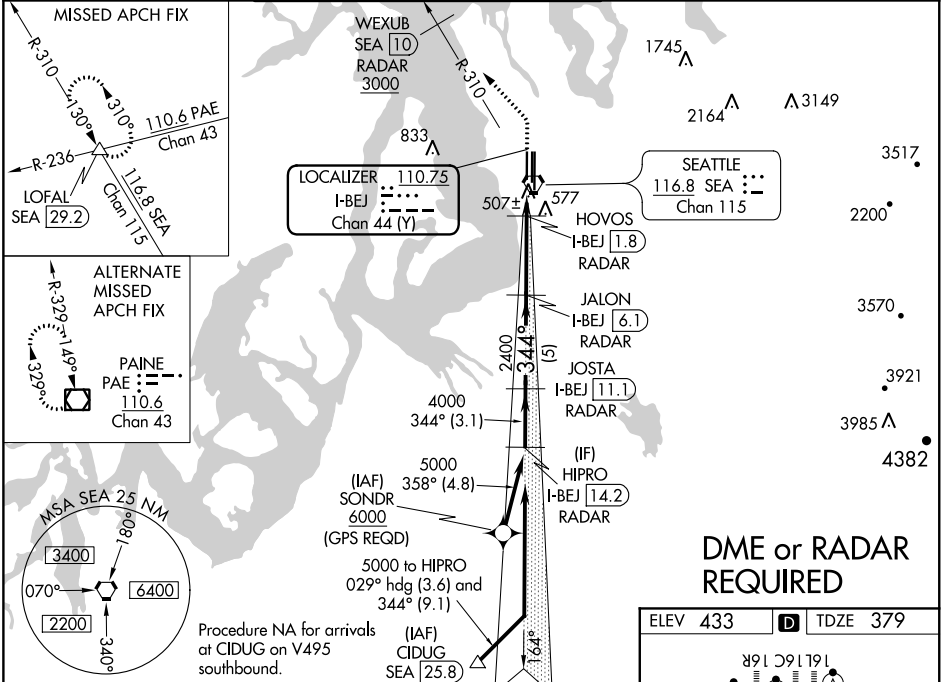 MISSED APCH FIX
R-310
130°
310°
110.6 PAE
Chan 43
R-236
LOFAL
SEA 29.2
116.8 SEA
Chan 115
ALTERNATE
MISSED
APCH FIX
R-329
149°
329°
PAINE
PAE
110.6
Chan 43
MSA SEA 25 NM
180°
3400
070°
6400
2200
340°
Procedure NA for arrivals
at CIDUG on V495
southbound.
WEXUB
SEA 10
RADAR
3000
R-310
833
LOCALIZER 110.75
I-BEJ
Chan 44 (Y)
507±
577
SEATTLE
116.8 SEA
Chan 115
1745
2164
3149
3517
2200
3570
3921
3985
4382
HOVOS
I-BEJ 1.8
RADAR
JALON
I-BEJ 6.1
RADAR
2400
344°
(5)
JOSTA
I-BEJ 11.1
RADAR
4000
344° (3.1)
(IF)
HIPRO
I-BEJ 14.2
RADAR
5000
358° (4.8)
(IAF)
SONDR
6000
(GPS REQD)
5000 to HIPRO
029° hdg (3.6) and
344° (9.1)
(IAF)
CIDUG
SEA 25.8
164°
DME or RADAR
REQUIRED
ELEV 433
D
TDZE 379
16R 16C 16L